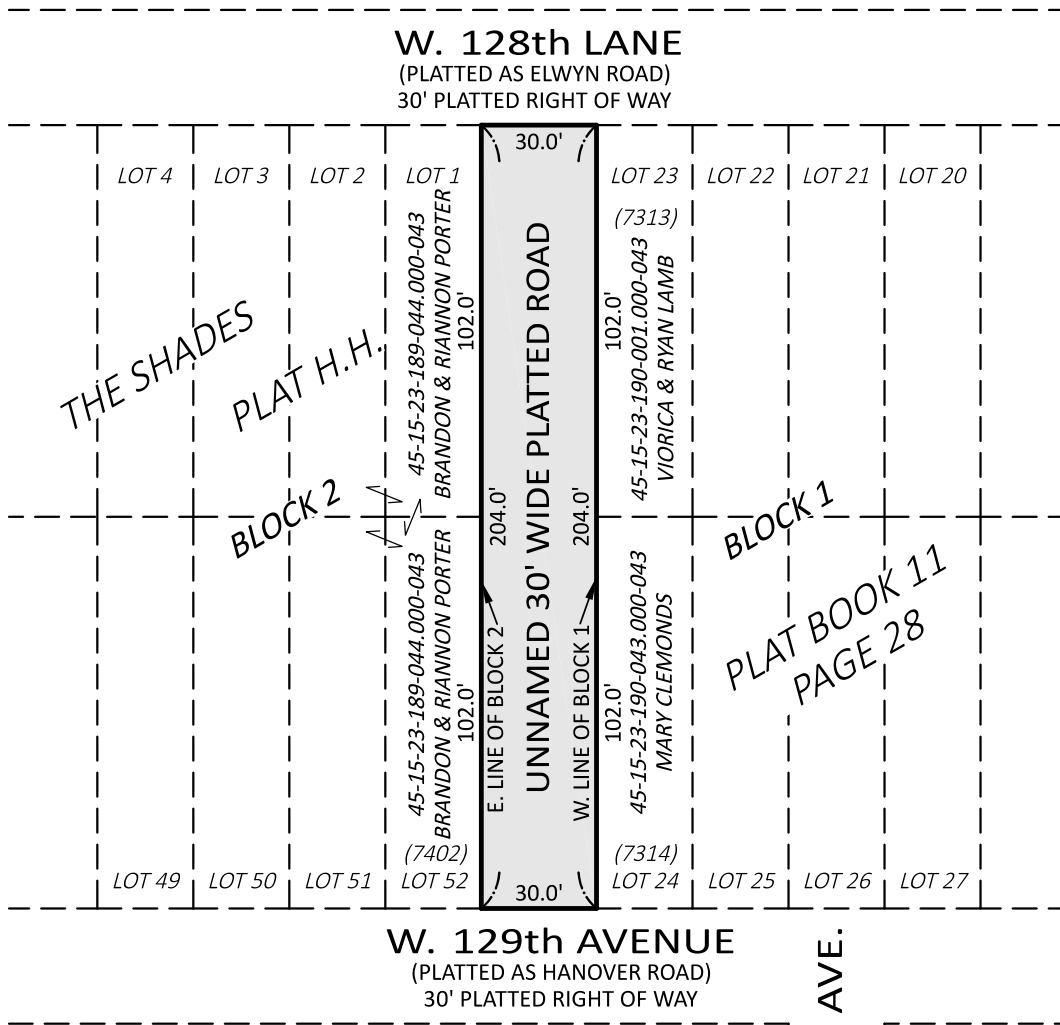 W. 128th LANE
(PLATTED AS ELWYN ROAD)
30' PLATTED RIGHT OF WAY
30.0'
LOT 4
LOT 3
LOT 2
LOT 1
LOT 23
LOT 22
LOT 21
LOT 20
(7313)
45-15-23-189-044.000-043
BRANDON & RIANNON PORTER
102.0'
UNNAMED 30' WIDE PLATTED ROAD
102.0'
45-15-23-190-001.000-043
VIORICA & RYAN LAMB
THE SHADES
PLAT H.H.
BLOCK 2
204.0'
204.0'
BLOCK 1
PLAT BOOK 11
PAGE 28
45-15-23-189-044.000-043
BRANDON & RIANNON PORTER
102.0'
E. LINE OF BLOCK 2
W. LINE OF BLOCK 1
102.0'
45-15-23-190-043.000-043
MARY CLEMONDS
(7402)
(7314)
LOT 49
LOT 50
LOT 51
LOT 52
30.0'
LOT 24
LOT 25
LOT 26
LOT 27
W. 129th AVENUE
(PLATTED AS HANOVER ROAD)
30' PLATTED RIGHT OF WAY
AVE.